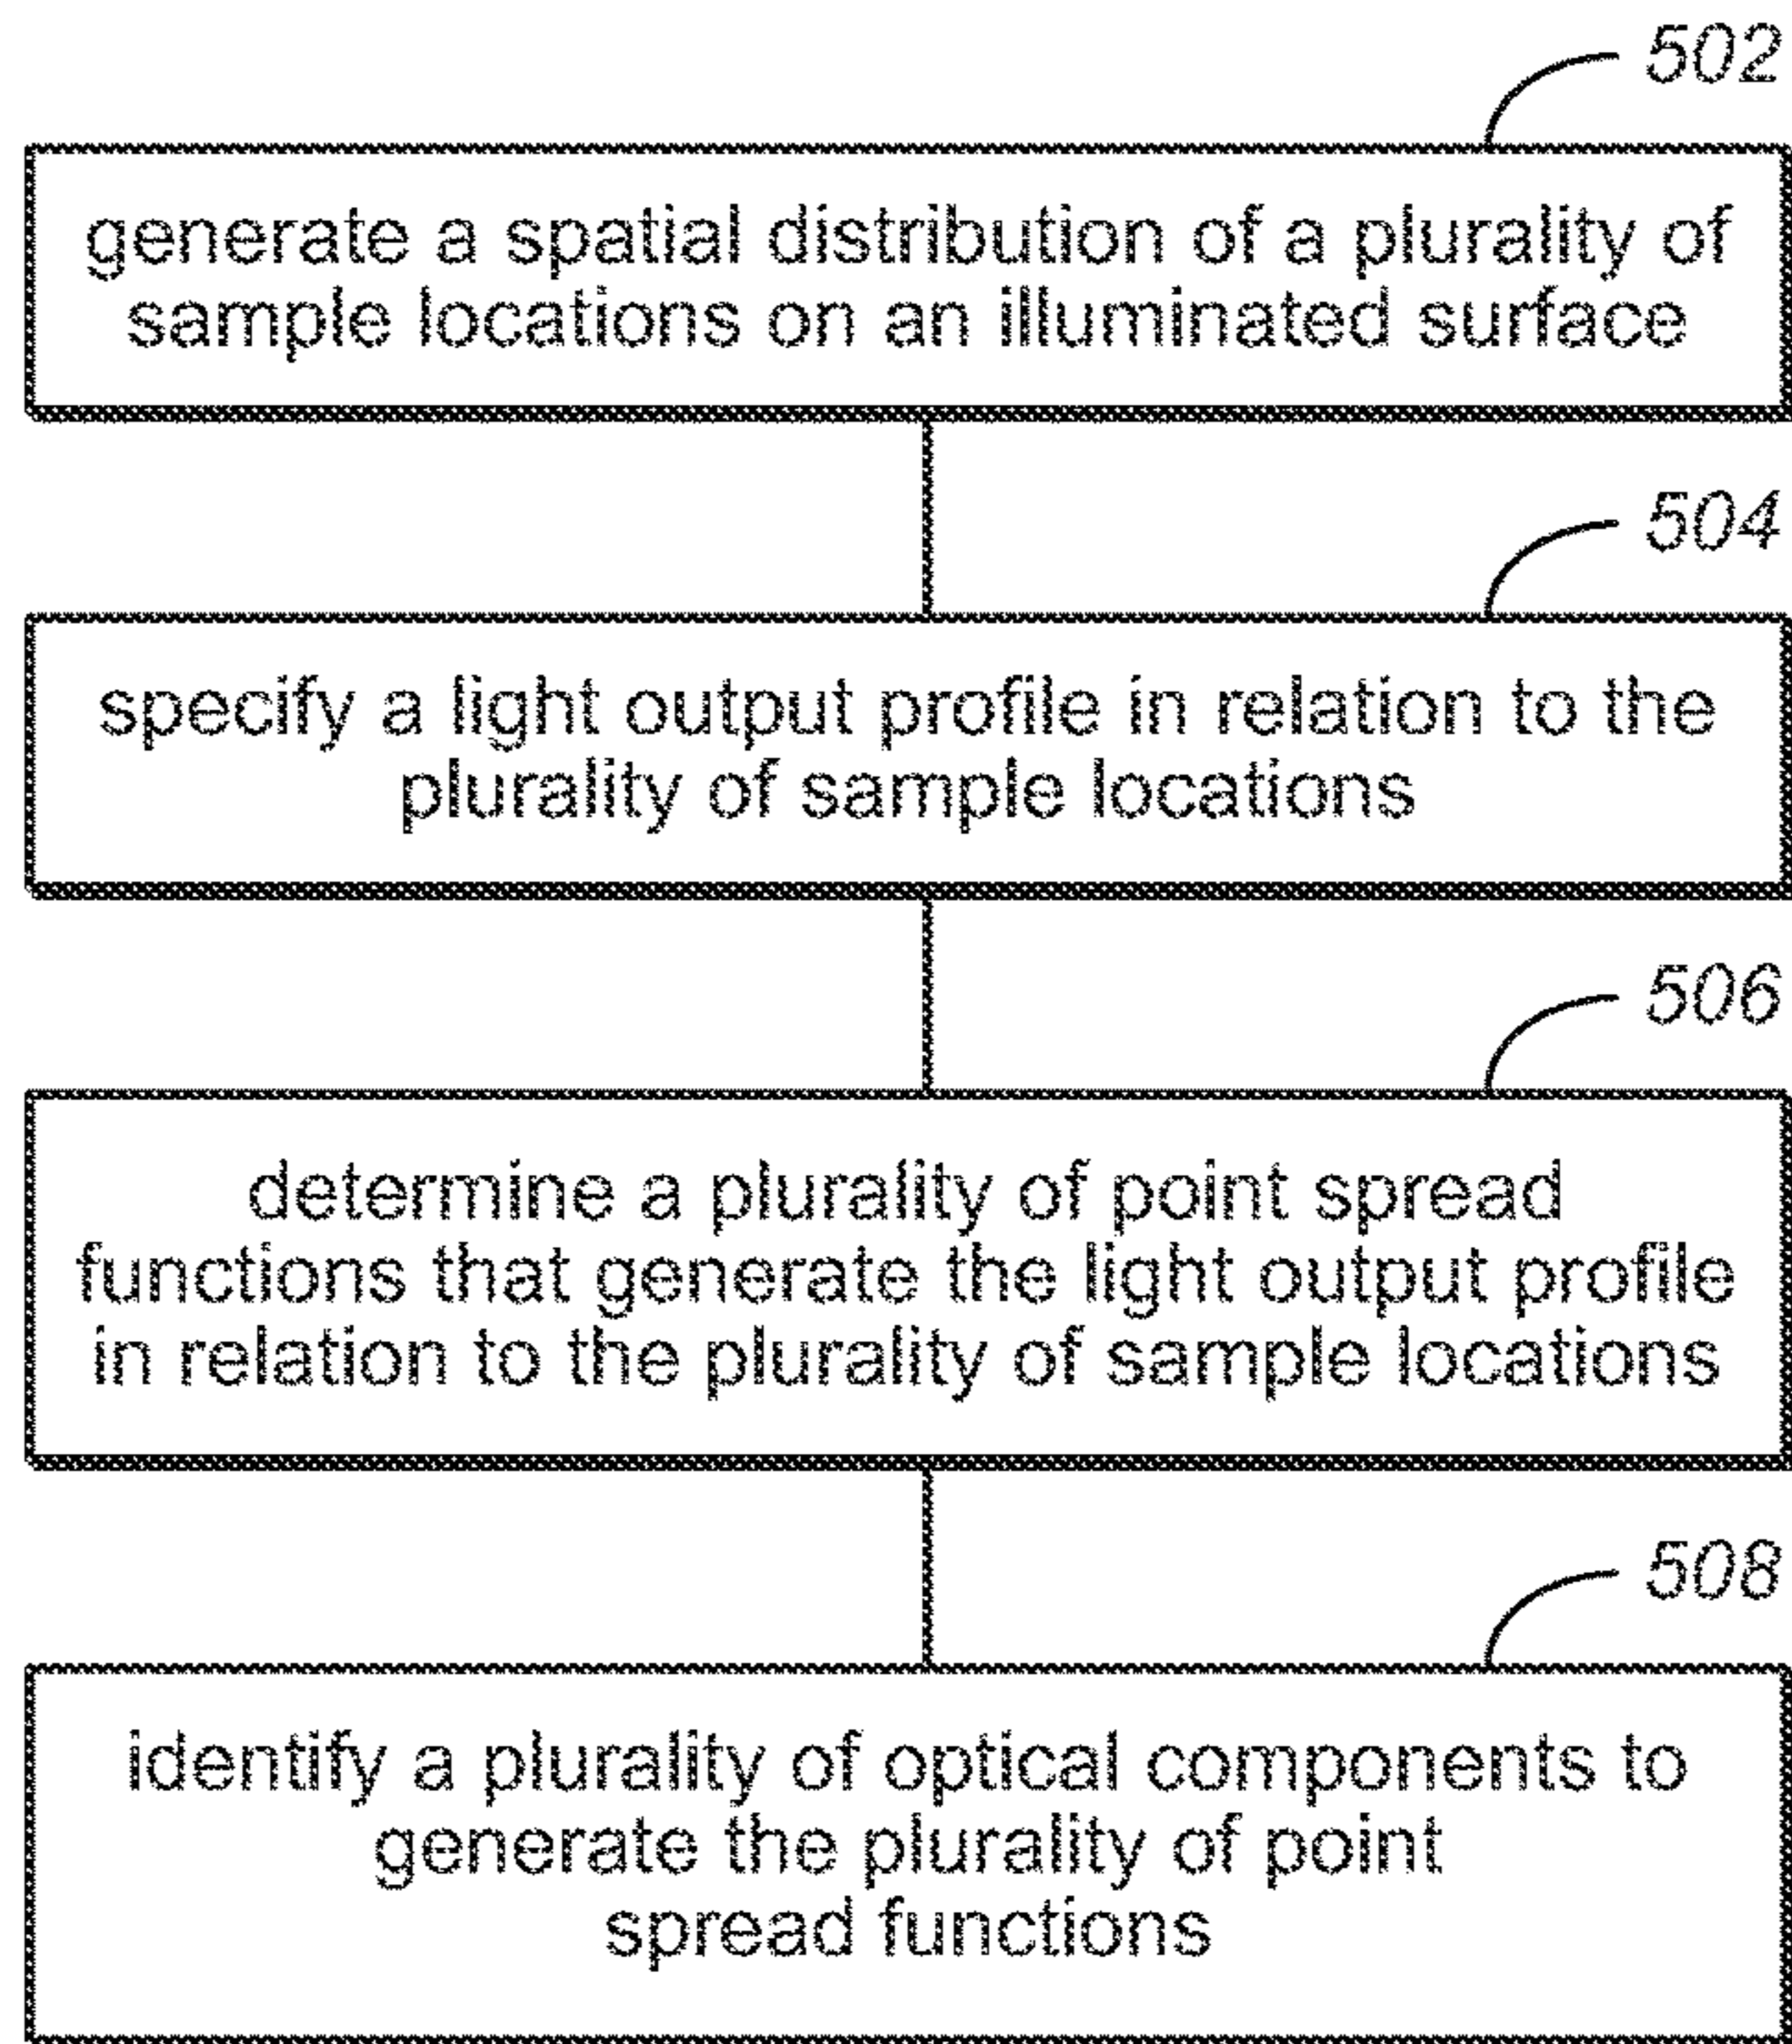 502
generate a spatial distribution of a plurality of
sample locations on an illuminated surface
504
specify a light output profile in relation to the
plurality of sample locations
506
determine a plurality of point spread
functions that generate the light output profile
in relation to the plurality of sample locations
508
identify a plurality of optical components to
generate the plurality of point
spread functions